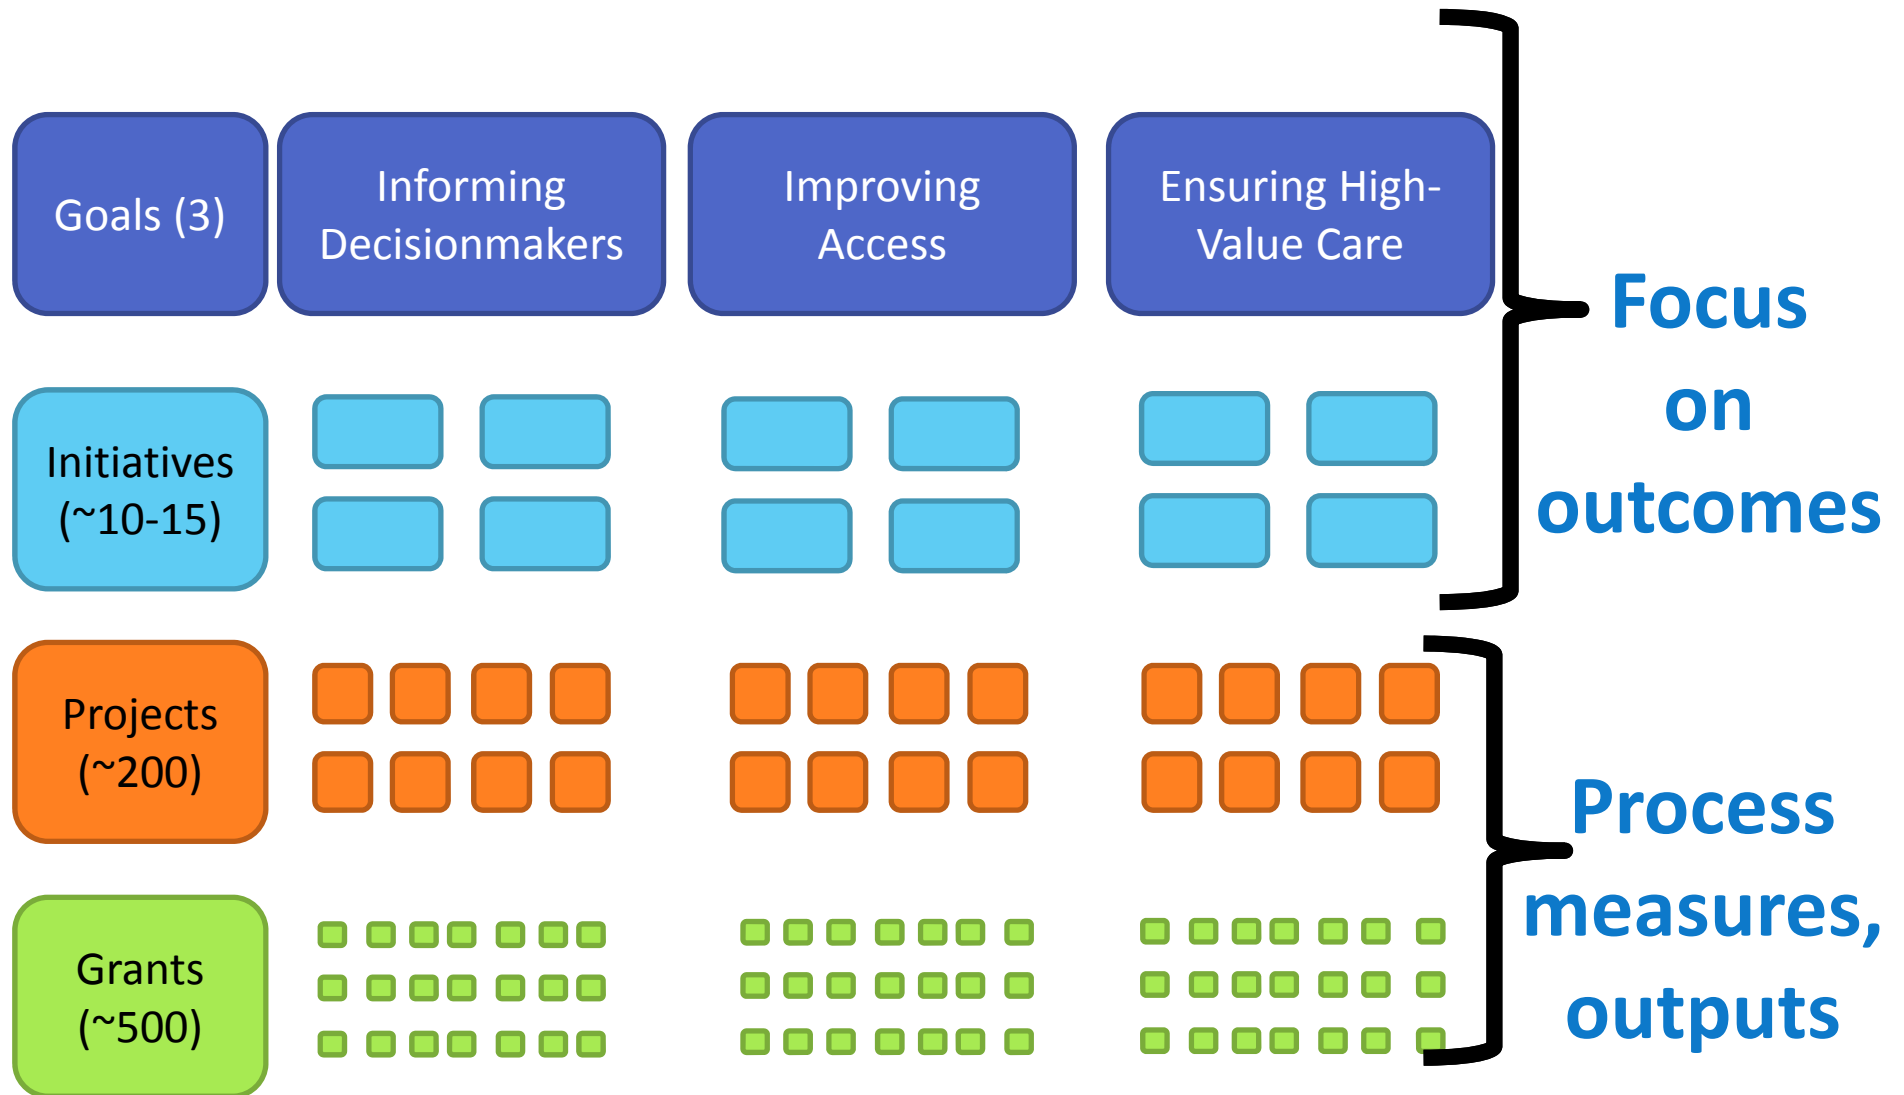 Goals (3)
Informing
Decisionmakers
Improving
Access
Ensuring High-
Value Care
Focus
on
outcomes
Initiatives
(~10-15)
Projects
(~200)
Process
measures,
outputs
Grants
(~500)